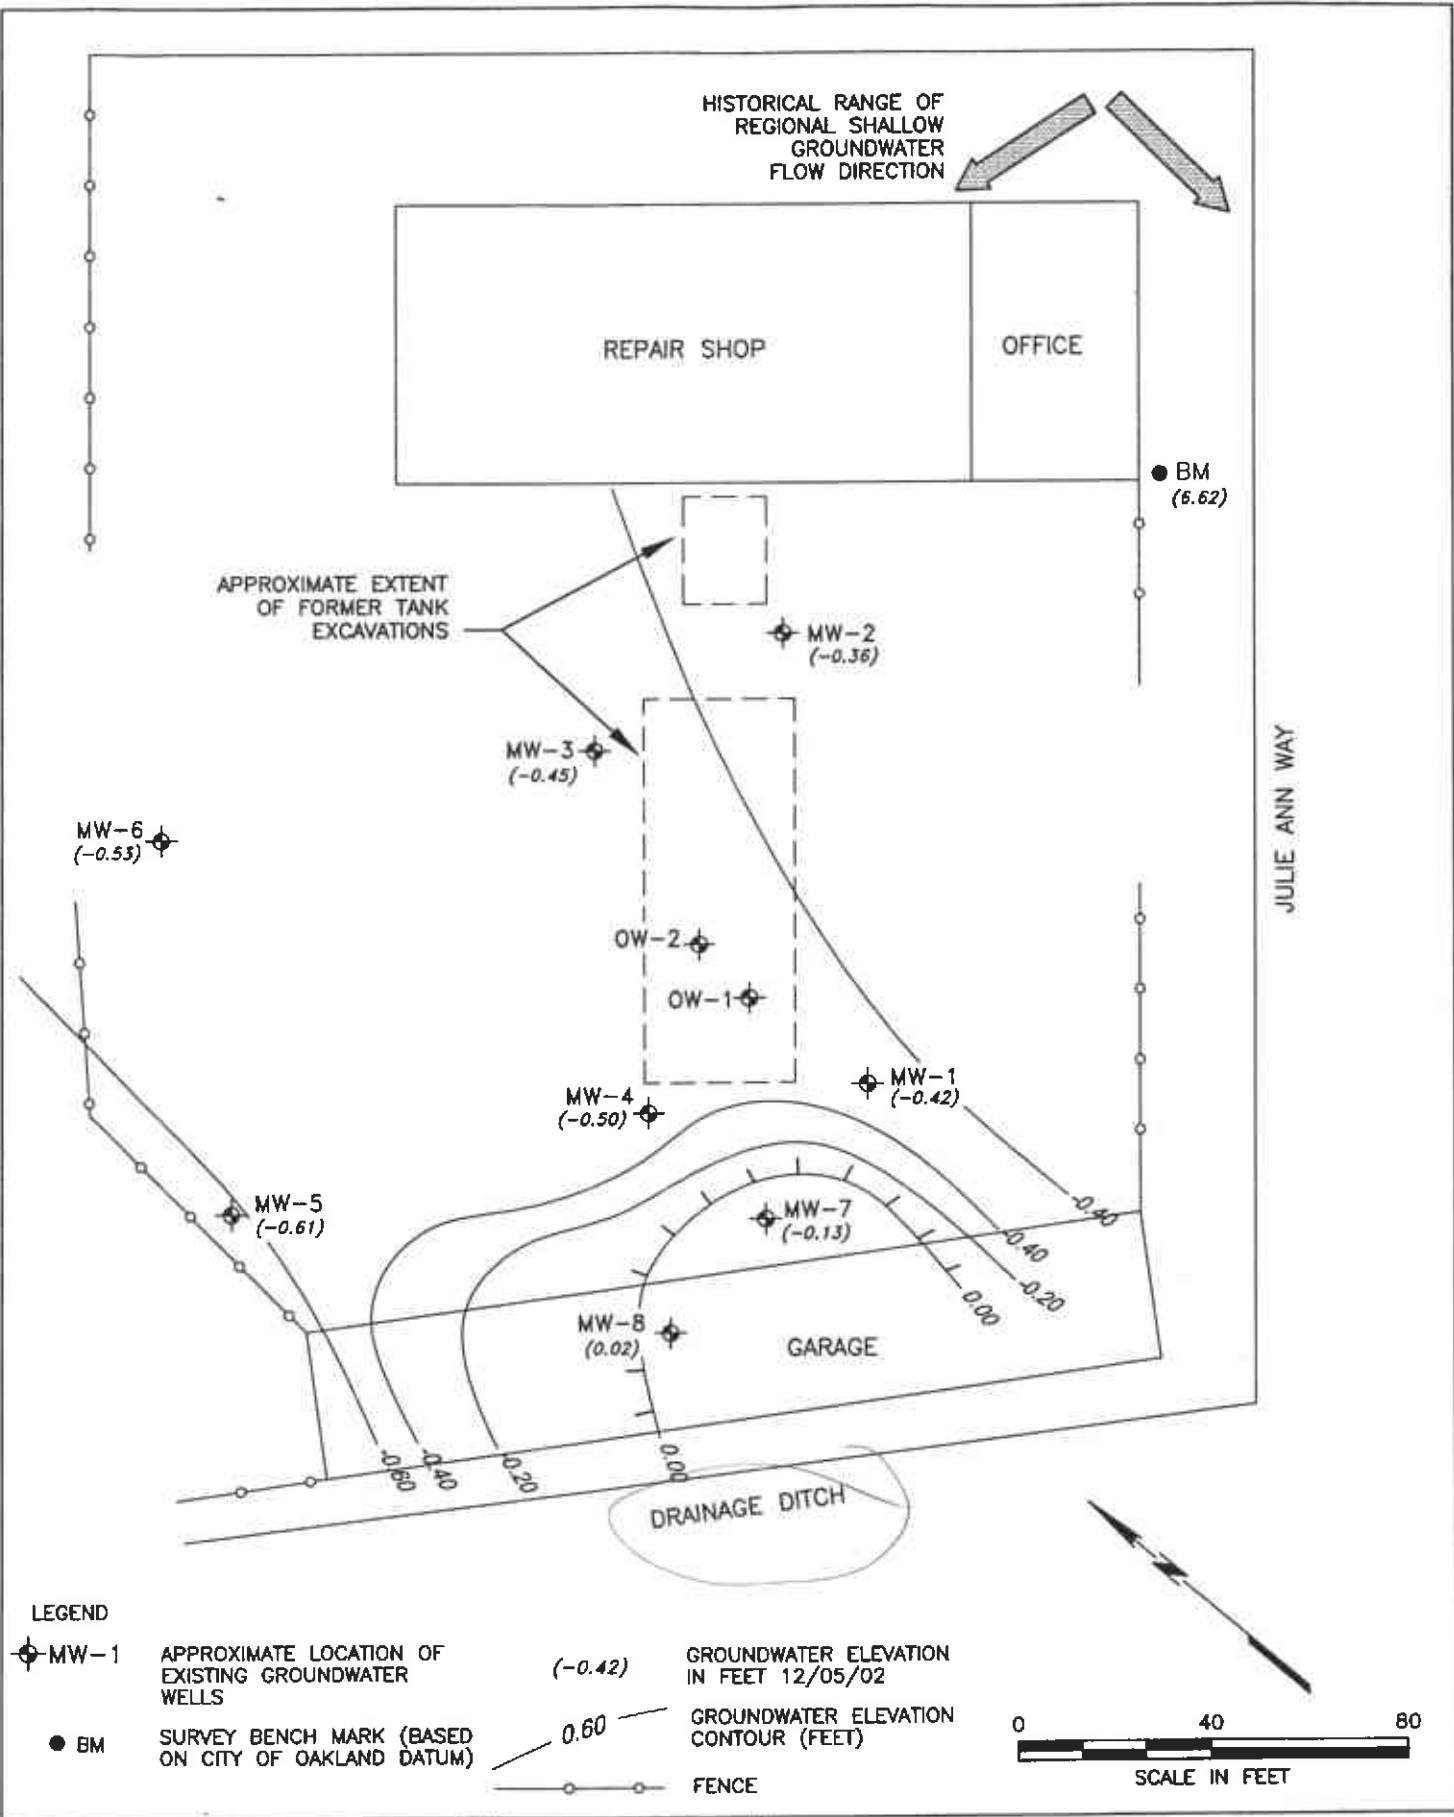 HISTORICAL RANGE OF
REGIONAL SHALLOW
GROUNDWATER
FLOW DIRECTION
REPAIR SHOP
OFFICE
BM
(6.62)
APPROXIMATE EXTENT
OF FORMER TANK
EXCAVATIONS
MW-2
(-0.36)
MW-3
(-0.45)
JULIE ANN WAY
MW-6
(-0.53)
OW-2
OW-1
MW-1
(-0.42)
MW-4
(-0.50)
MW-5
(-0.61)
MW-7
(-0.13)
-0.40
-0.40
-0.20
0.00
MW-8
(0.02)
GARAGE
-0.60
-0.40
-0.20
0.00
DRAINAGE DITCH
N
LEGEND
MW-1
APPROXIMATE LOCATION OF
EXISTING GROUNDWATER
WELLS
BM
SURVEY BENCH MARK (BASED
ON CITY OF OAKLAND DATUM)
(-0.42)
GROUNDWATER ELEVATION
IN FEET 12/05/02
0.60
GROUNDWATER ELEVATION
CONTOUR (FEET)
FENCE
0 40 80
SCALE IN FEET